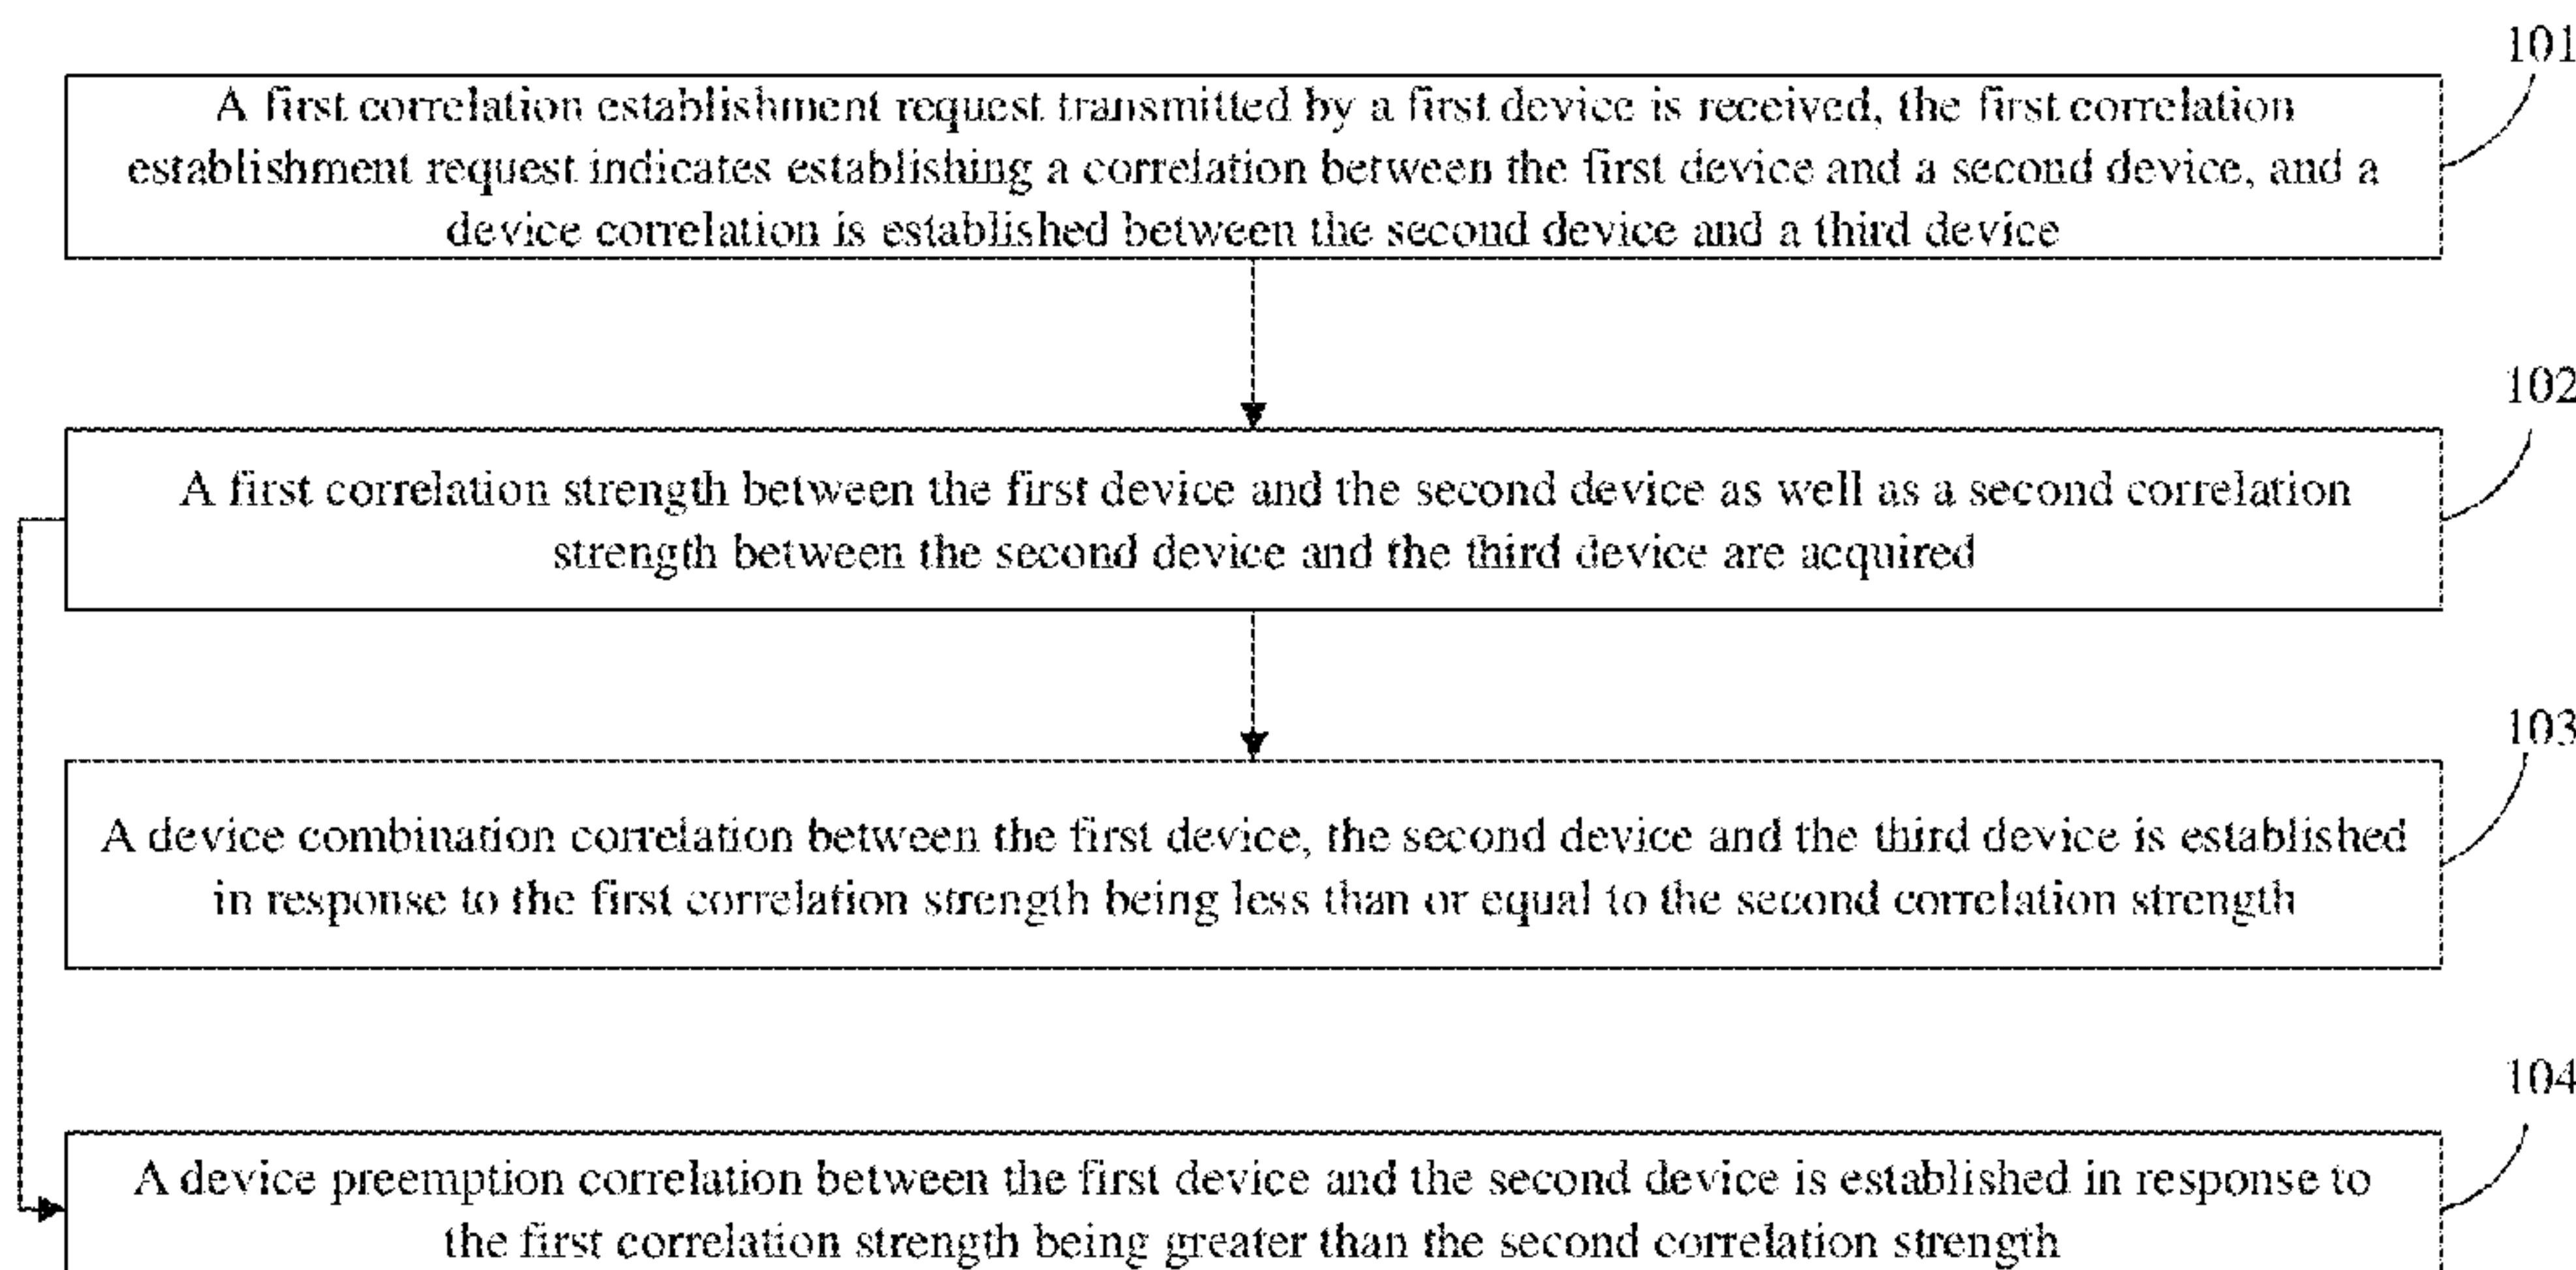 101
A first correlation establishment request transmitted by a first device is received, the first correlation
establishment request indicates establishing a correlation between the first device and a second device, and a
device correlation is established between the second device and a third device
102
A first correlation strength between the first device and the second device as well as a second correlation
strength between the second device and the third device are acquired
103
A device combination correlation between the first device, the second device and the third device is established
in response to the first correlation strength being less than or equal to the second correlation strength
104
A device preemption correlation between the first device and the second device is established in response to
the first correlation strength being greater than the second correlation strength